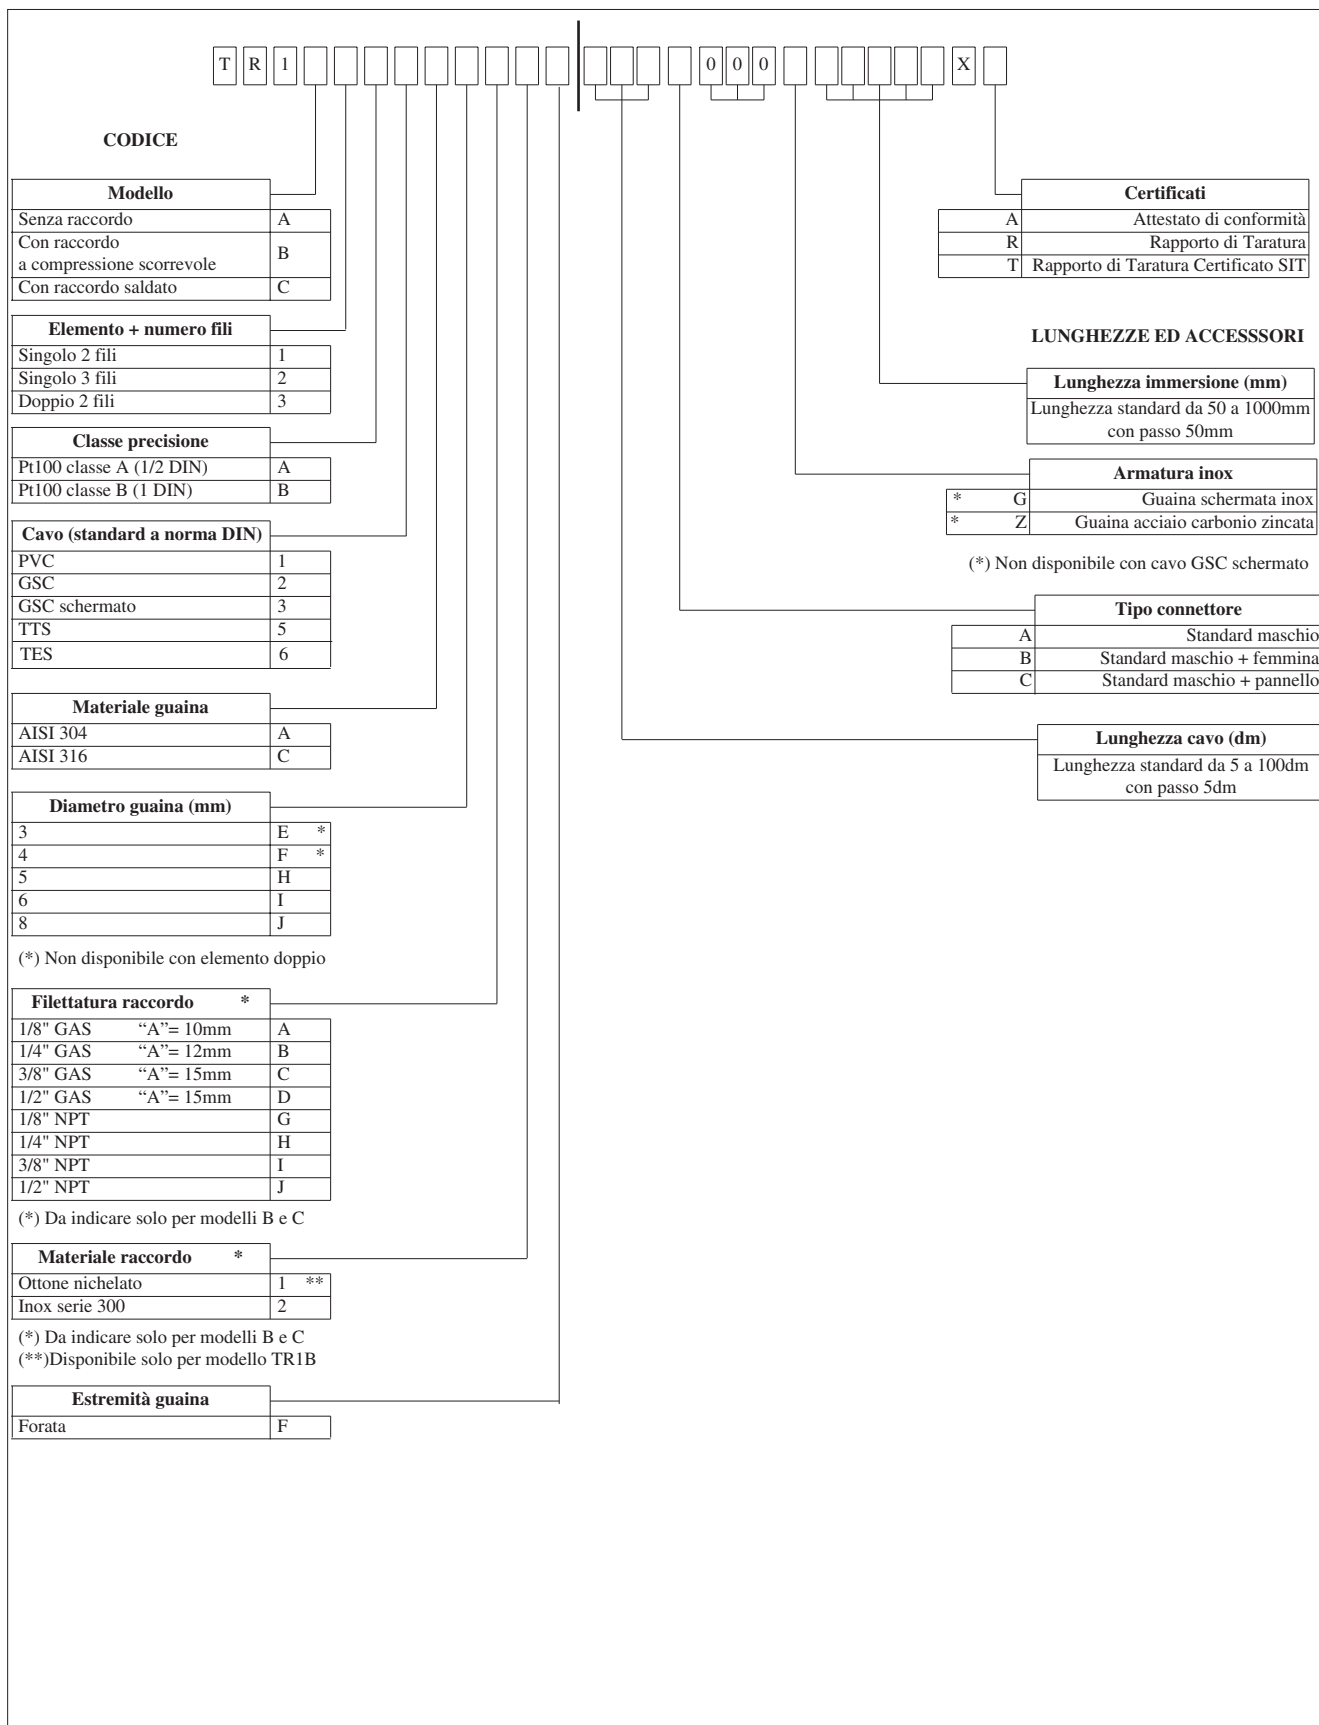 T R 1 0 0 0 X
CODICE
Modello
Senza raccordo A
Con raccordo
a compressione scorrevole B
Con raccordo saldato C
Elemento + numero fili
Singolo 2 fili 1
Singolo 3 fili 2
Doppio 2 fili 3
Classe precisione
Pt100 classe A (1/2 DIN) A
Pt100 classe B (1 DIN) B
Cavo (standard a norma DIN)
PVC 1
GSC 2
GSC schermato 3
TTS 5
TES 6
Materiale guaina
AISI 304 A
AISI 316 C
Diametro guaina (mm)
3 E *
4 F *
5 H
6 I
8 J
(*) Non disponibile con elemento doppio
Filettatura raccordo *
1/8" GAS “A”= 10mm A
1/4" GAS “A”= 12mm B
3/8" GAS “A”= 15mm C
1/2" GAS “A”= 15mm D
1/8" NPT G
1/4" NPT H
3/8" NPT I
1/2" NPT J
(*) Da indicare solo per modelli B e C
Materiale raccordo *
Ottone nichelato 1 **
Inox serie 300 2
(*) Da indicare solo per modelli B e C
(**)Disponibile solo per modello TR1B
Estremità guaina
Forata F
Certificati
A Attestato di conformità
R Rapporto di Taratura
T Rapporto di Taratura Certificato SIT
LUNGHEZZE ED ACCESSSORI
Lunghezza immersione (mm)
Lunghezza standard da 50 a 1000mm
con passo 50mm
Armatura inox
* G Guaina schermata inox
* Z Guaina acciaio carbonio zincata
(*) Non disponibile con cavo GSC schermato
Tipo connettore
A Standard maschio
B Standard maschio + femmina
C Standard maschio + pannello
Lunghezza cavo (dm)
Lunghezza standard da 5 a 100dm
con passo 5dm